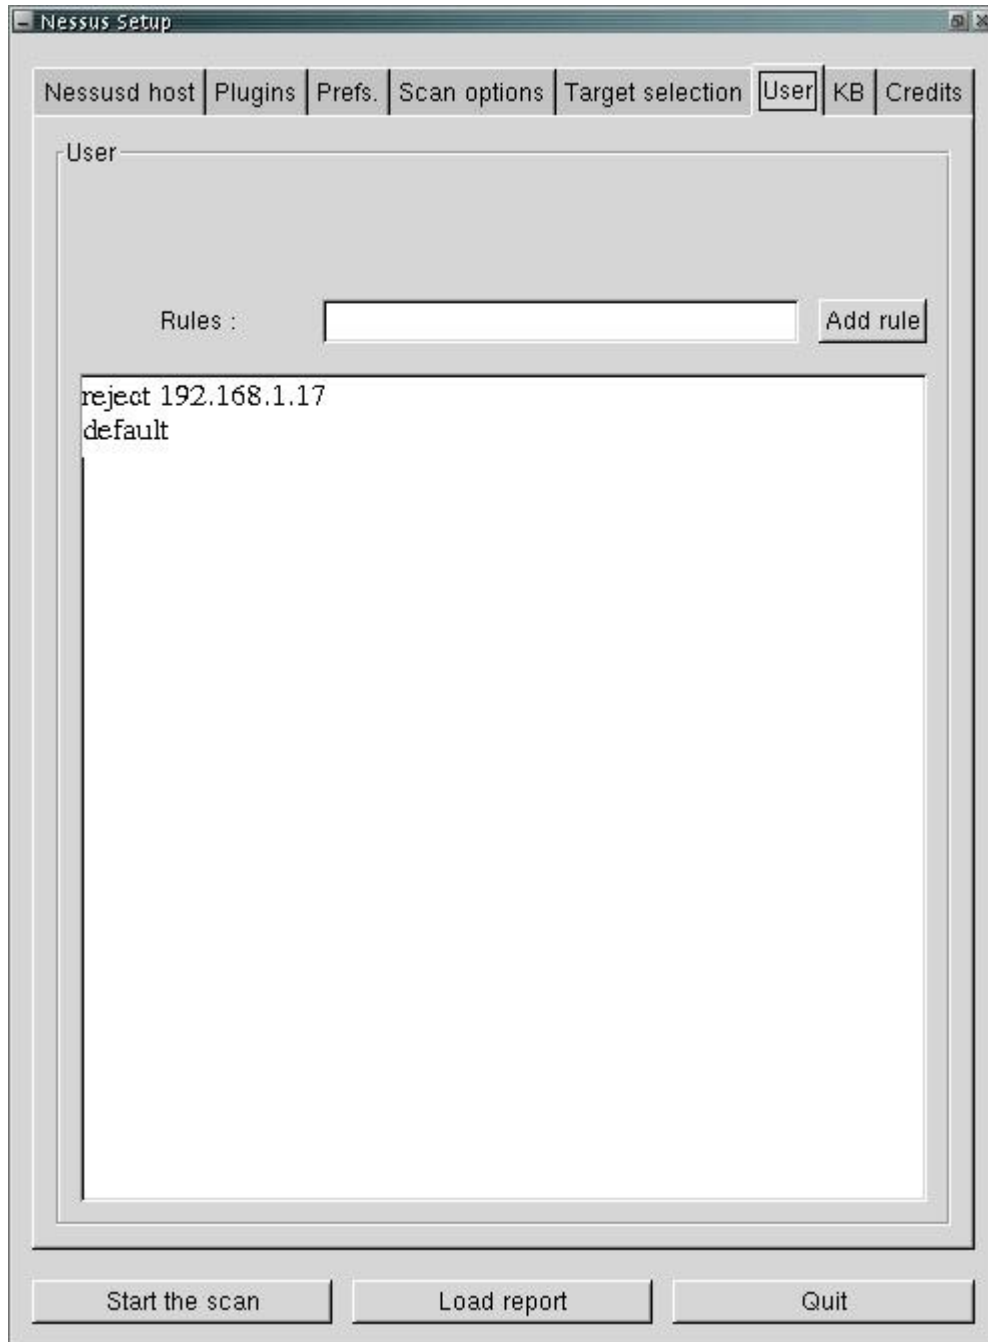 Nessus Setup
Nessusd host Plugins Prefs. Scan options Target selection User KB Credits
User
Rules : Add rule
reject 192.168.1.17
default
Start the scan Load report Quit